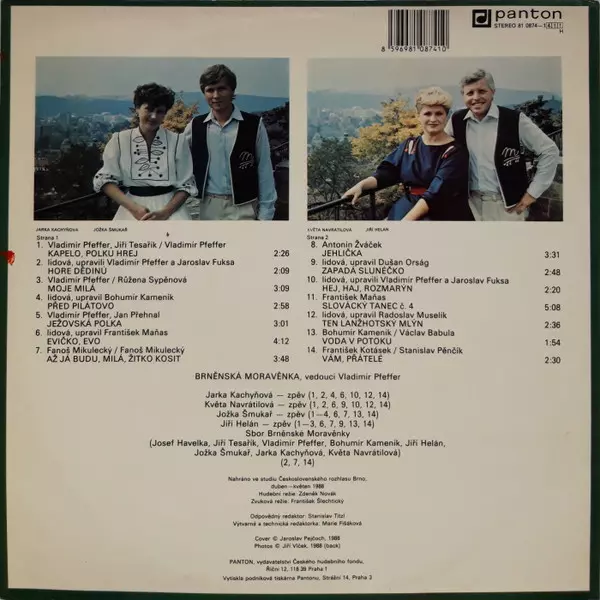 panton
STEREO 81 0874-1 411
H
8 596981 087410
JARKA KACHYŇOVÁ JOŽKA ŠMUKAŘ
KVĚTA NAVRÁTILOVÁ JIŘÍ HELÁN
Strana 1
1. Vladimír Pfeffer, Jiří Tesařík / Vladimír Pfeffer
KAPELO, POLKU HREJ 2:26
2. lidová, upravili Vladimír Pfeffer a Jaroslav Fuksa
HORE DĚDINÚ 2:09
3. Vladimír Pfeffer / Růžena Sypěnová
MOJE MILÁ 2:09
4. lidová, upravil Bohumír Kameník
PŘED PILÁTOVO 2:58
5. Vladimír Pfeffer, Jan Přehnal
JEŽOVSKÁ POLKA 3:01
6. lidová, upravil František Maňas
EVIČKO, EVO 4:12
7. Fanoš Mikulecký / Fanoš Mikulecký
AŽ JÁ BUDU, MILÁ, ŽITKO KOSIT 3:48
Strana 2
8. Antonín Žváček
JEHLIČKA 3:31
9. lidová, upravil Dušan Orság
ZAPADÁ SLUNEČKO 2:48
10. lidová, upravili Vladimír Pfeffer a Jaroslav Fuksa
HEJ, HAJ, ROZMARÝN 2:20
11. František Maňas
SLOVÁCKÝ TANEC č. 4 5:08
12. lidová, upravil Radoslav Muselík
TEN LANŽHOTSKÝ MLÝN 2:36
13. Bohumír Kameník / Václav Babula
VODA V POTOKU 1:54
14. František Kotásek / Stanislav Pěnčík
VÁM, PŘÁTELÉ 2:30
BRNĚNSKÁ MORAVĚNKA, vedoucí Vladimír Pfeffer
Jarka Kachyňová — zpěv (1, 2, 4, 6, 10, 12, 14)
Květa Navrátilová — zpěv (1, 2, 6, 9, 10, 12, 14)
Jožka Šmukař — zpěv (1—4, 6, 7, 13, 14)
Jiří Helán — zpěv (1—3, 6, 7, 9, 13, 14)
Sbor Brněnské Moravěnky
(Josef Havelka, Jiří Tesařík, Vladimír Pfeffer, Bohumír Kameník, Jiří Helán,
Jožka Šmukař, Jarka Kachyňová, Květa Navrátilová)
(2, 7, 14)
Nahráno ve studiu Československého rozhlasu Brno,
duben—květen 1988
Hudební režie: Zdeněk Novák
Zvuková režie: František Šlechtický
Odpovědný redaktor: Stanislav Titzl
Výtvarná a technická redaktorka: Marie Fišáková
Cover © Jaroslav Pejčoch, 1988
Photos © Jiří Vlček, 1988 (back)
PANTON, vydavatelství Českého hudebního fondu,
Říční 12, 118 39 Praha 1
Vytiskla podniková tiskárna Pantonu, Strašní 14, Praha 2